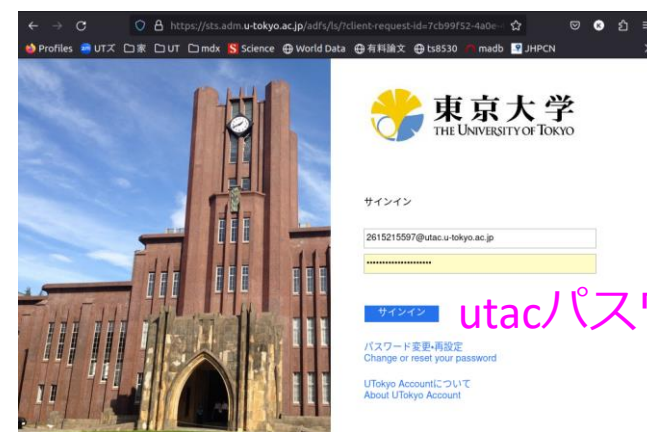 https://sts.adm.u-tokyo.ac.jp/adfs/ls/?client-request-id=7cb99f52-4a0e-
Profiles UTZ 家 UT mdx S Science World Data 有料論文 ts8530 madb JHPCN
東京大学
THE UNIVERSITY OF TOKYO
サインイン
2615215597@utac.u-tokyo.ac.jp
サインイン
utacパス
パスワード変更・再設定
Change or reset your password
UTokyo Accountについて
About UTokyo Account